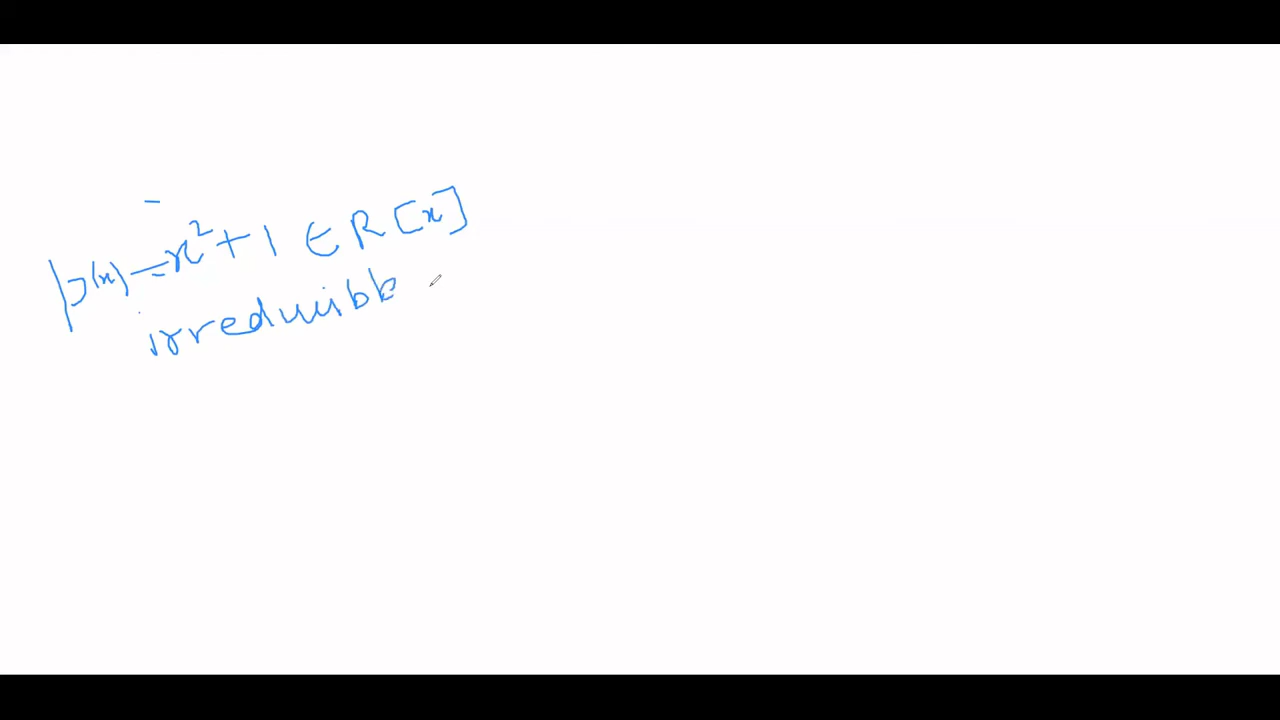 p(x) = x² + 1 ∈ R[x]
irreducible